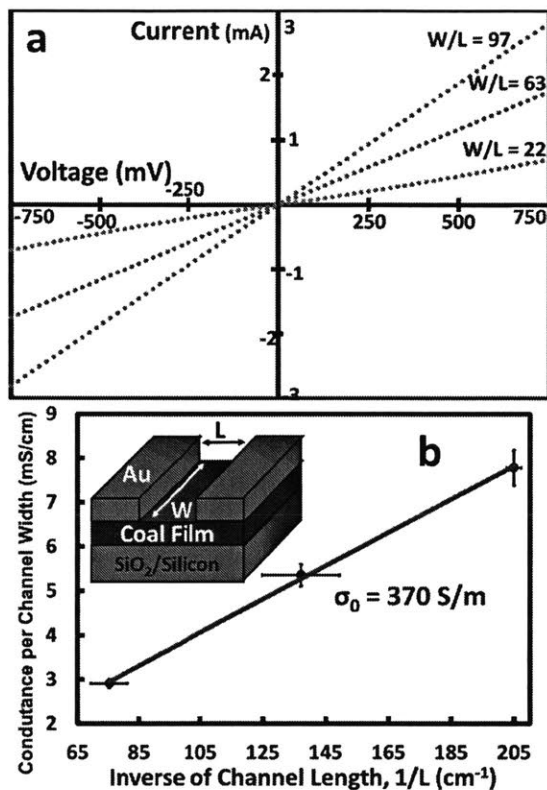 a
Current (mA)
3
2
1
-1
-2
-3
W/L = 97
W/L= 63
W/L = 22
Voltage (mV)
-750
-500
-250
250
500
750
b
Condutance per Channel Width (mS/cm)
9
8
7
6
5
4
3
2
L
Au
W
Coal Film
SiO₂/Silicon
σ₀ = 370 S/m
65 85 105 125 145 165 185 205
Inverse of Channel Length, 1/L (cm⁻¹)